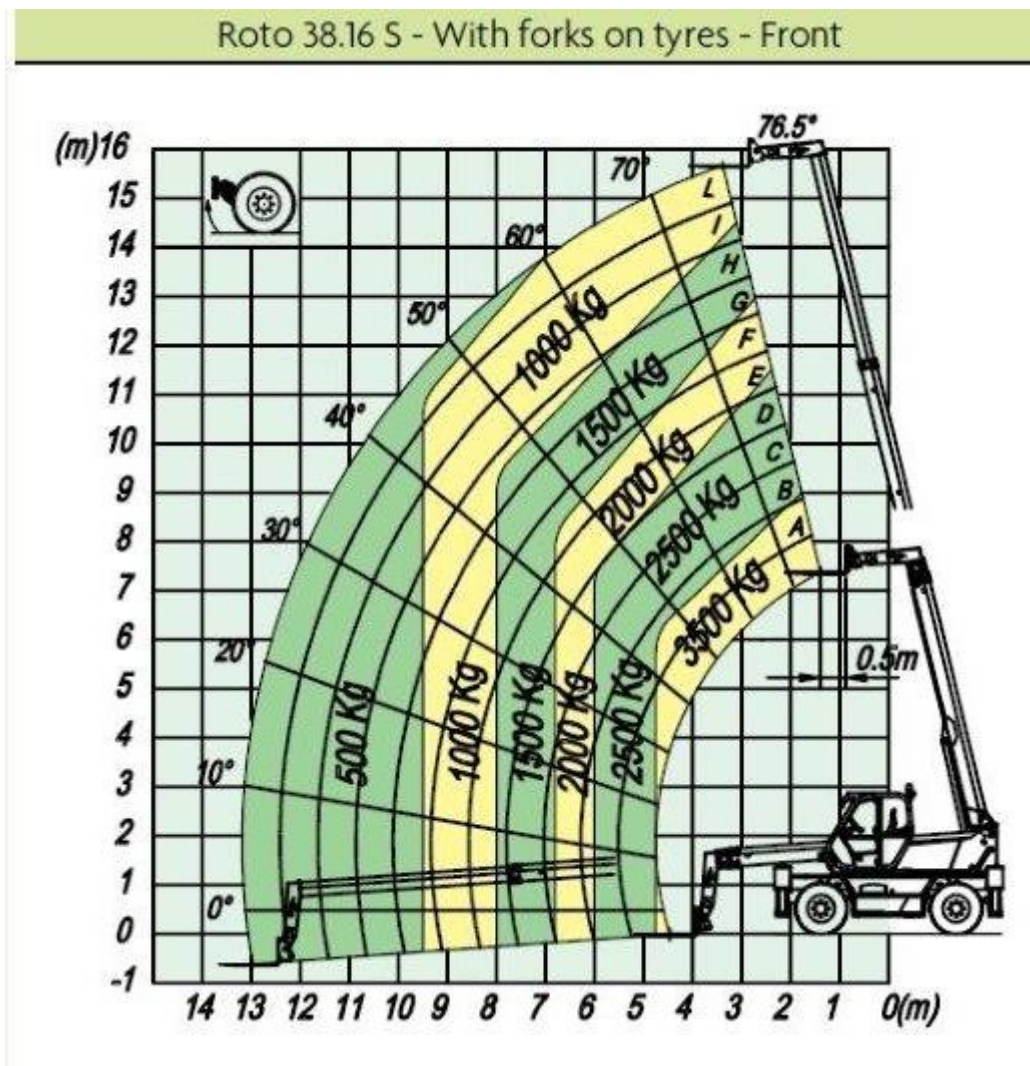 Roto 38.16 S - With forks on tyres - Front
(m)16
76.5°
15
70°
L
14
60°
I
13
50°
H
12
G
11
F
10
40°
E
9
D
8
30°
C
7
B
6
A
5
20°
4
10°
3
2
1
0°
0
-1
1000 Kg
1500 Kg
2000 Kg
2500 Kg
3500 Kg
0.5m
500 Kg
1000 Kg
1500 Kg
2000 Kg
2500 Kg
14 13 12 11 10 9 8 7 6 5 4 3 2 1 0(m)